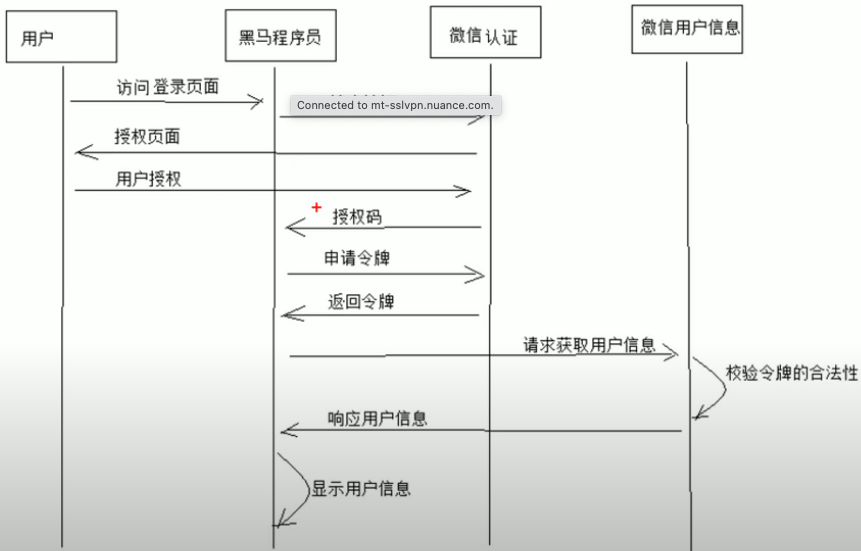 用户
黑马程序员
微信认证
微信用户信息
访问 登录页面
Connected to mt-sslvpn.nuance.com.
授权页面
用户授权
授权码
申请令牌
返回令牌
请求获取用户信息
校验令牌的合法性
响应用户信息
显示用户信息